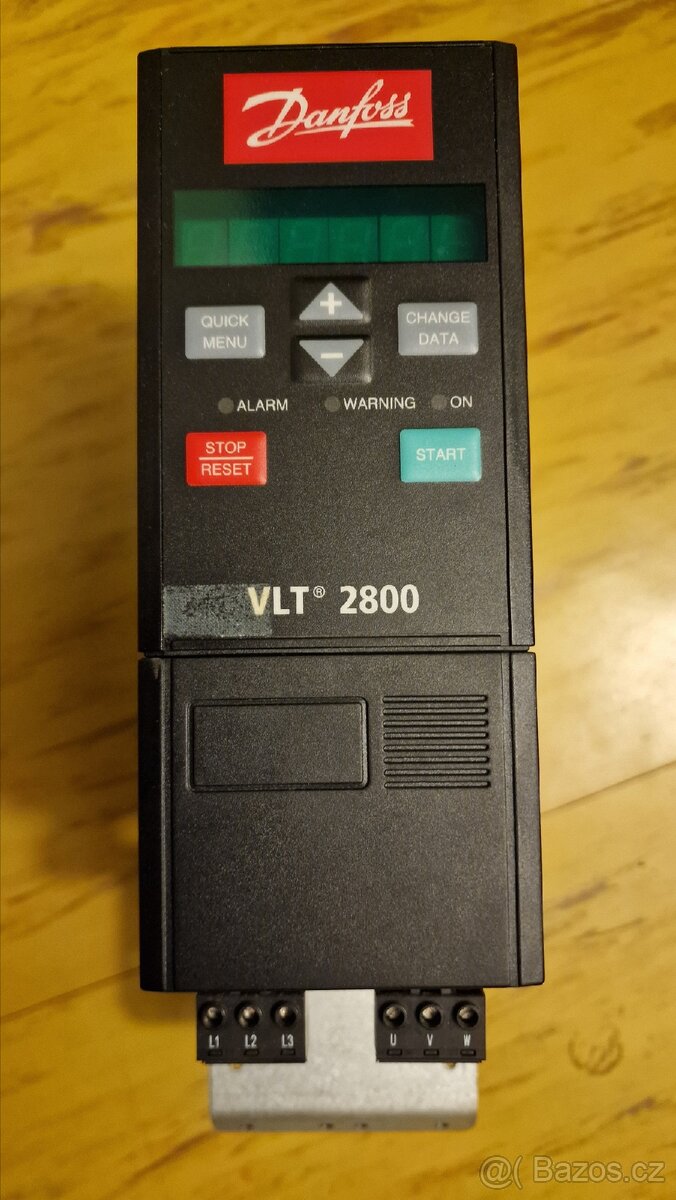 Danfoss
QUICK
MENU
+
−
CHANGE
DATA
ALARM
WARNING
ON
STOP
RESET
START
VLT® 2800
L1 L2 L3
U V W
@( Bazos.cz